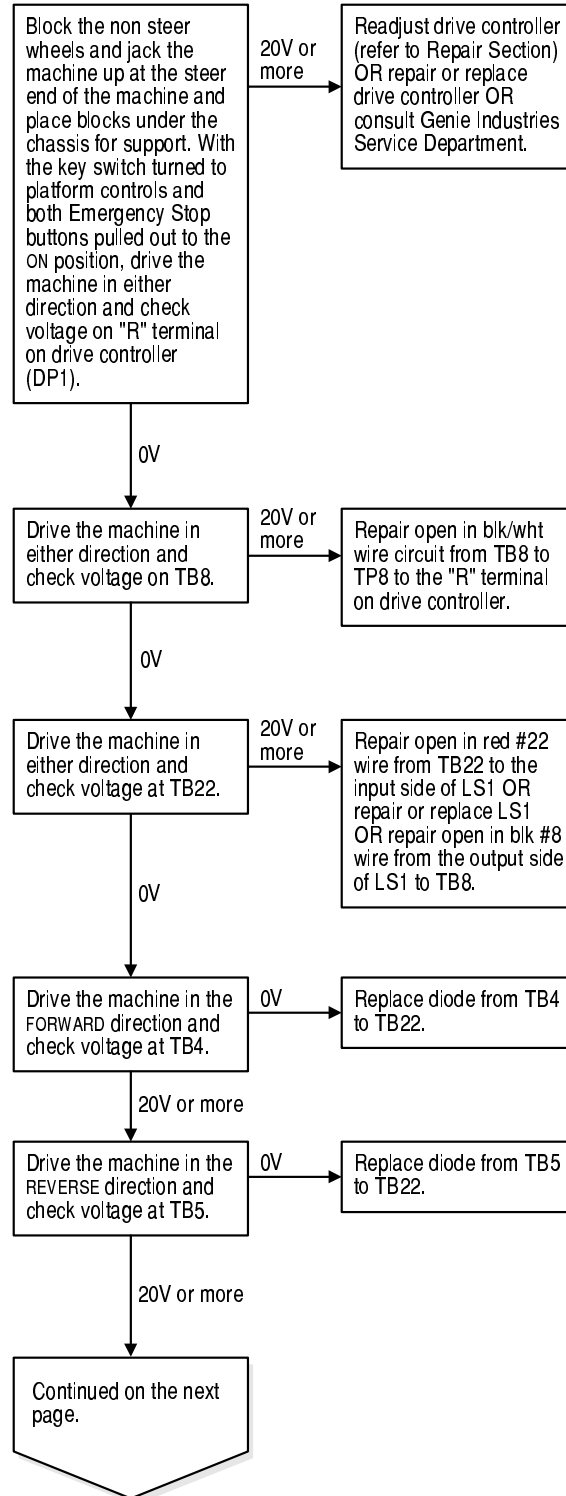 Block the non steer
wheels and jack the
machine up at the steer
end of the machine and
place blocks under the
chassis for support. With
the key switch turned to
platform controls and
both Emergency Stop
buttons pulled out to the
ON position, drive the
machine in either
direction and check
voltage on "R" terminal
on drive controller
(DP1).
20V or
more
Readjust drive controller
(refer to Repair Section)
OR repair or replace
drive controller OR
consult Genie Industries
Service Department.
0V
Drive the machine in
either direction and
check voltage on TB8.
20V or
more
Repair open in blk/wht
wire circuit from TB8 to
TP8 to the "R" terminal
on drive controller.
0V
Drive the machine in
either direction and
check voltage at TB22.
20V or
more
Repair open in red #22
wire from TB22 to the
input side of LS1 OR
repair or replace LS1
OR repair open in blk #8
wire from the output side
of LS1 to TB8.
0V
Drive the machine in the
FORWARD direction and
check voltage at TB4.
0V
Replace diode from TB4
to TB22.
20V or more
Drive the machine in the
REVERSE direction and
check voltage at TB5.
0V
Replace diode from TB5
to TB22.
20V or more
Continued on the next
page.